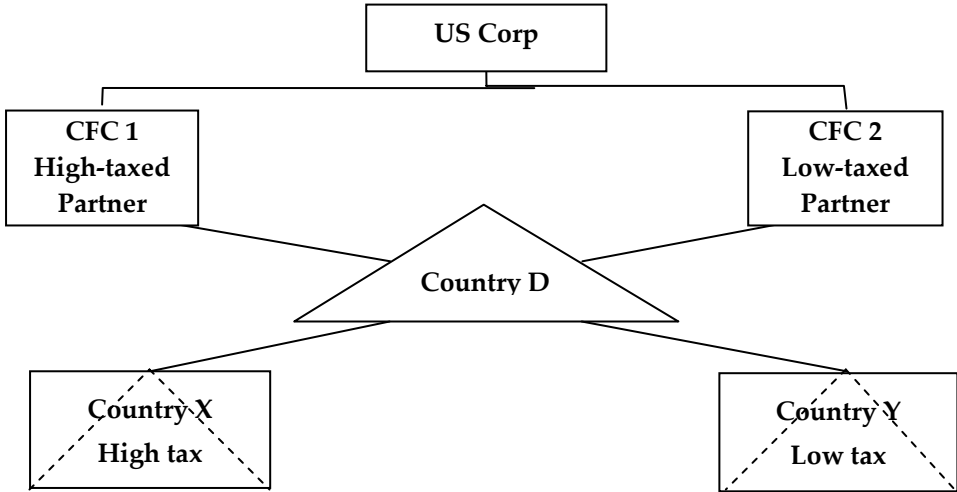 US Corp
CFC 1
High-taxed
Partner
CFC 2
Low-taxed
Partner
Country D
Country X
High tax
Country Y
Low tax